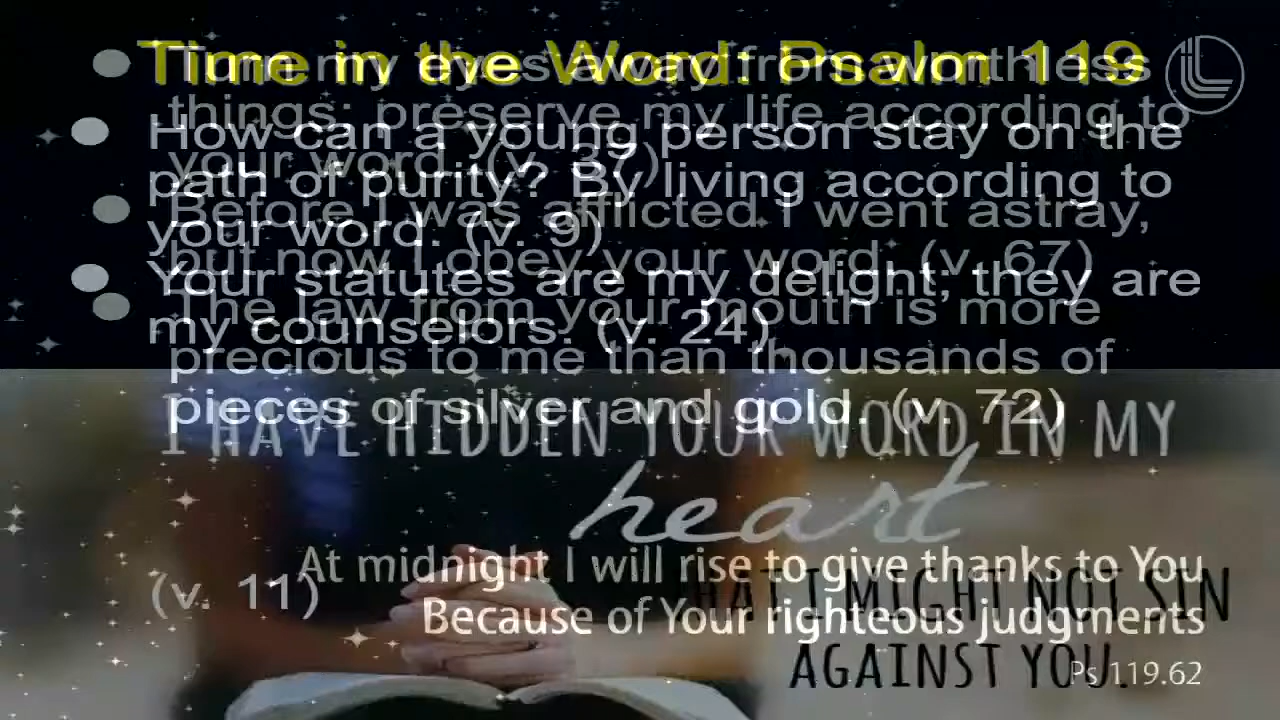 Time in the Word: Psalm 119
How can a young person stay on the
path of purity? By living according to
your word. (v. 9)
Your statutes are my delight; they are
my counselors. (v. 24)
Turn my eyes away from worthless
things; preserve my life according to
your word. (v. 37)
Before I was afflicted I went astray,
but now I obey your word. (v. 67)
The law from your mouth is more
precious to me than thousands of
pieces of silver and gold. (v. 72)
I HAVE HIDDEN YOUR WORD IN MY
heart
THAT I MIGHT NOT SIN
AGAINST YOU.
(v. 11)
At midnight I will rise to give thanks to You
Because of Your righteous judgments
Ps 119.62